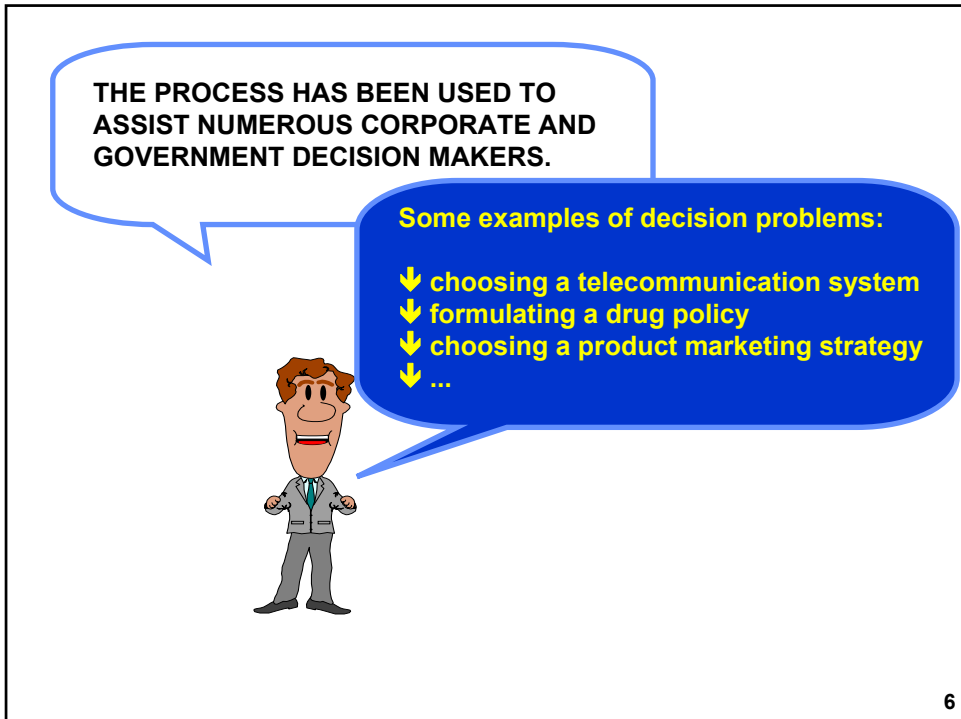 THE PROCESS HAS BEEN USED TO
ASSIST NUMEROUS CORPORATE AND
GOVERNMENT DECISION MAKERS.
Some examples of decision problems:
🡻 choosing a telecommunication system
🡻 formulating a drug policy
🡻 choosing a product marketing strategy
🡻 ...
6